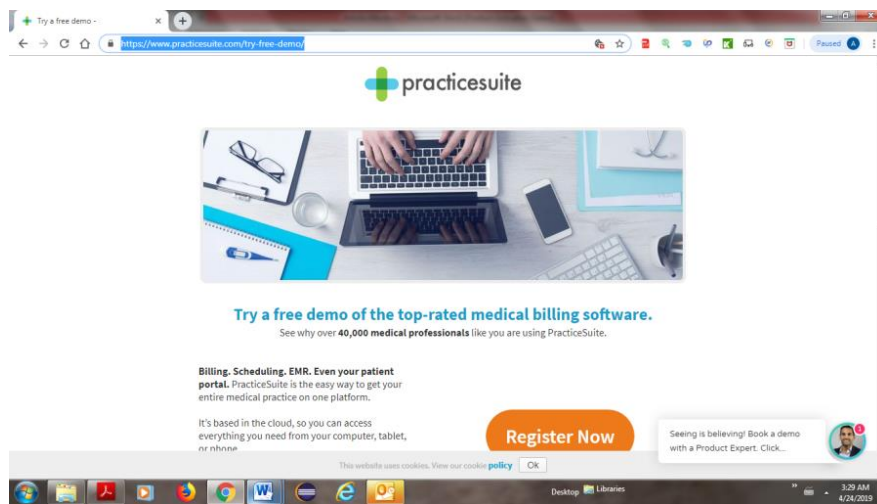 Try a free demo -
https://www.practicesuite.com/try-free-demo/
Paused A
practicesuite
Try a free demo of the top-rated medical billing software.
See why over 40,000 medical professionals like you are using PracticeSuite.
Billing. Scheduling. EMR. Even your patient
portal. PracticeSuite is the easy way to get your
entire medical practice on one platform.
It's based in the cloud, so you can access
everything you need from your computer, tablet,
or phone
Register Now
Seeing is believing! Book a demo
with a Product Expert. Click...
1
This website uses cookies. View our cookie policy Ok
Desktop Libraries
3:29 AM
4/24/2019